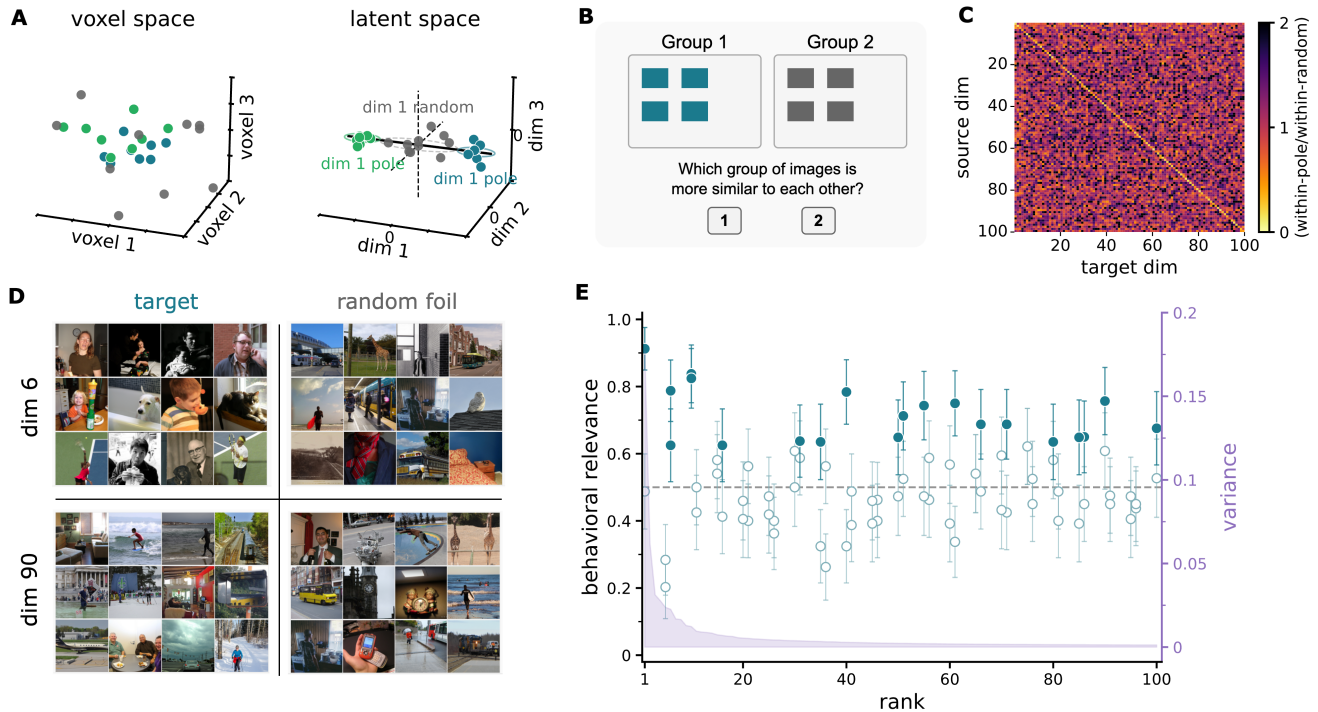 A
voxel space
voxel 1
voxel 2
voxel 3
latent space
dim 1 random
dim 1 pole
dim 1 pole
0
dim 1
0
dim 2
0
dim 3
B
Group 1
Group 2
Which group of images is
more similar to each other?
1
2
C
source dim
20
40
60
80
100
20
40
60
80
100
target dim
2
1
0
(within-pole/within-random)
D
target
random foil
dim 6
dim 90
E
behavioral relevance
1.0
0.8
0.6
0.4
0.2
0
1
20
40
60
80
100
rank
0.2
0.15
0.1
0.05
0
variance